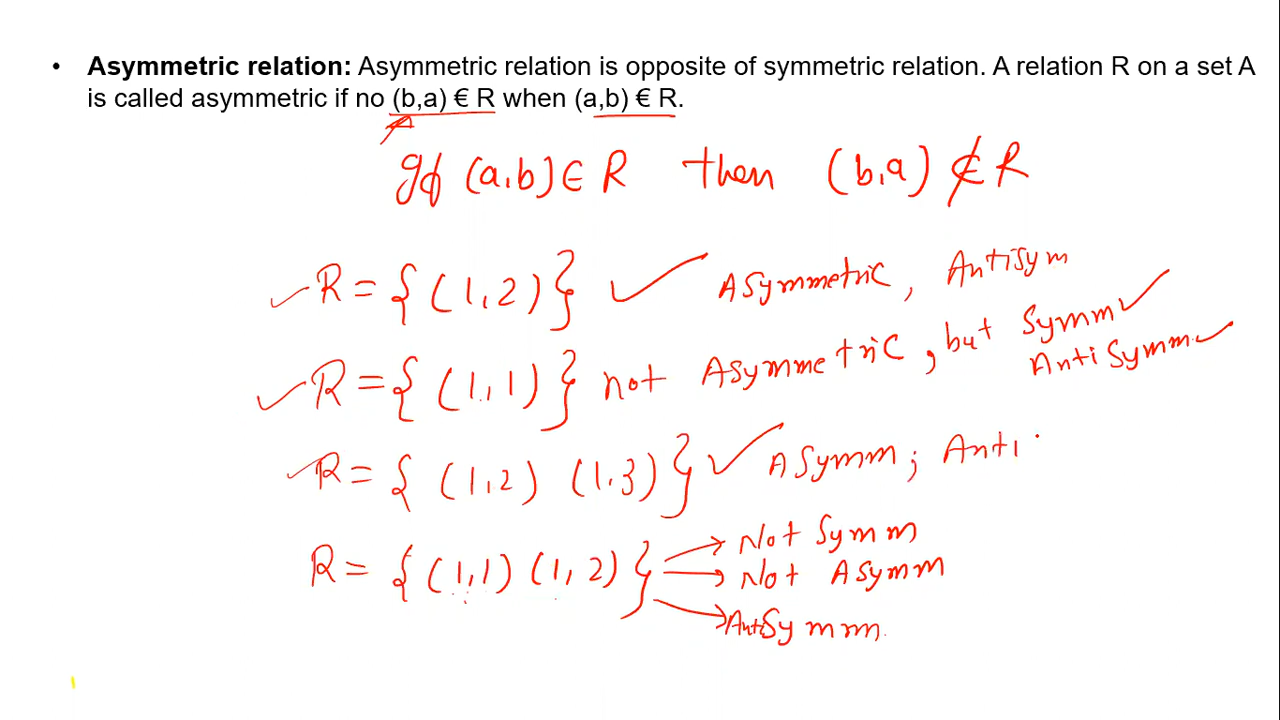 • Asymmetric relation: Asymmetric relation is opposite of symmetric relation. A relation R on a set A
is called asymmetric if no (b,a) € R when (a,b) € R.
If (a,b) ∈ R then (b,a) ∉ R
R = { (1,2) } ✓ Asymmetric, AntiSym
R = { (1,1) } not Asymmetric, but Symm ✓
AntiSymm ✓
R = { (1,2) (1,3) } ✓ ASymm; Anti
R = { (1,1) (1,2) } → Not Symm
→ Not ASymm
→ AntiSymm